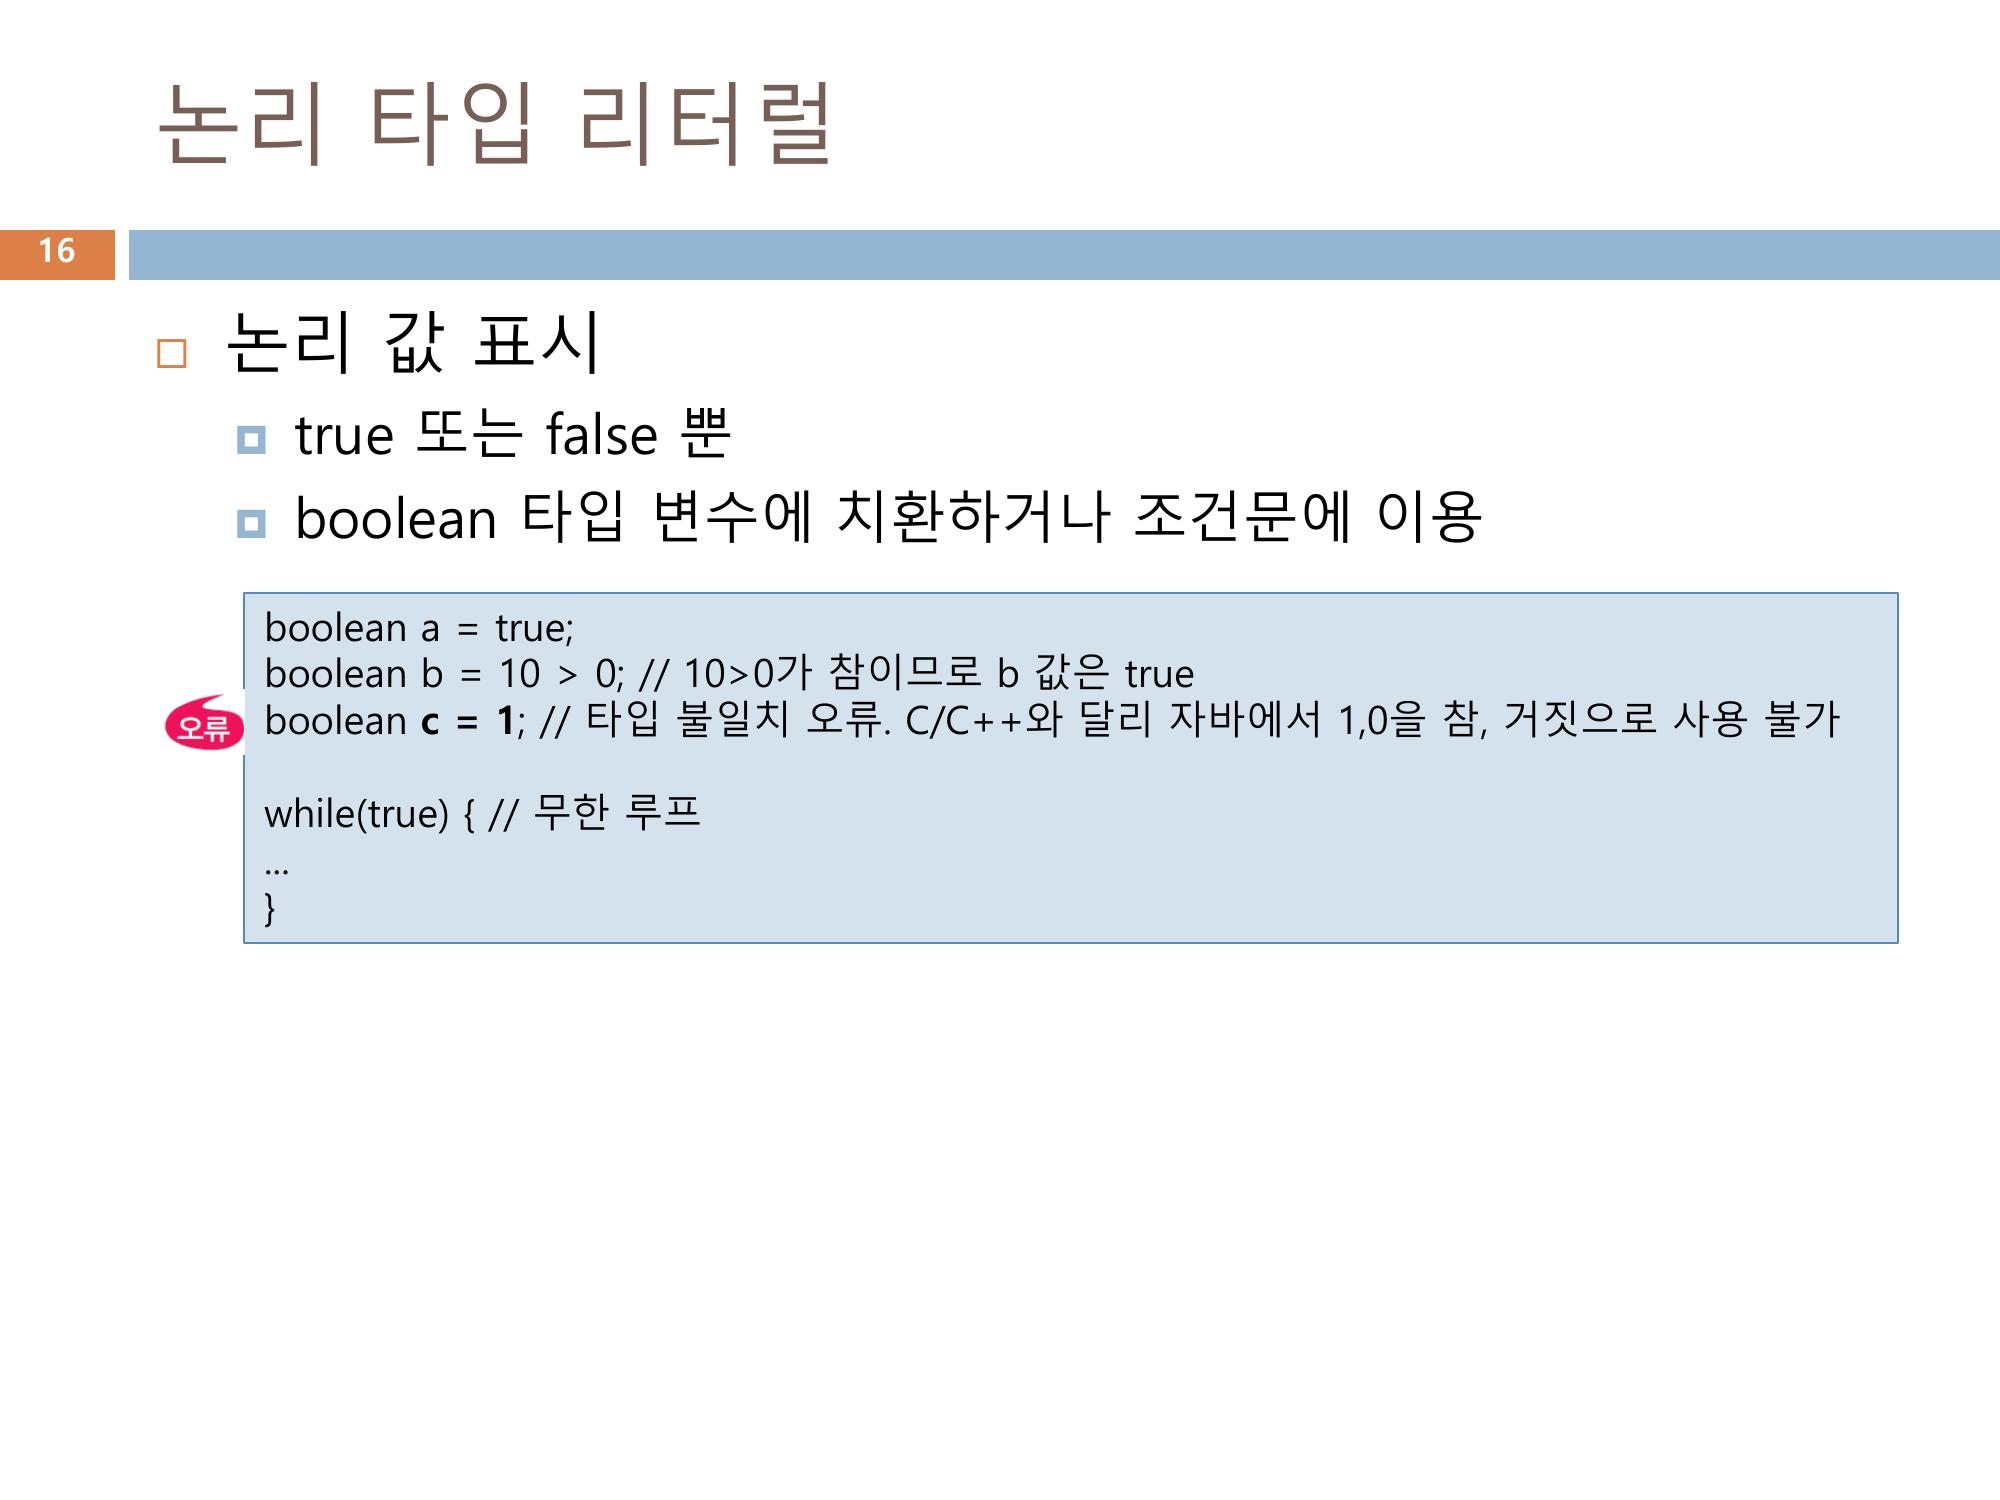 논리 타입 리터럴
16
논리 값 표시
true 또는 false 뿐
boolean 타입 변수에 치환하거나 조건문에 이용
boolean a = true;
boolean b = 10 > 0; // 10>0가 참이므로 b 값은 true
오류
boolean c = 1; // 타입 불일치 오류. C/C++와 달리 자바에서 1,0을 참, 거짓으로 사용 불가
while(true) { // 무한 루프
...
}